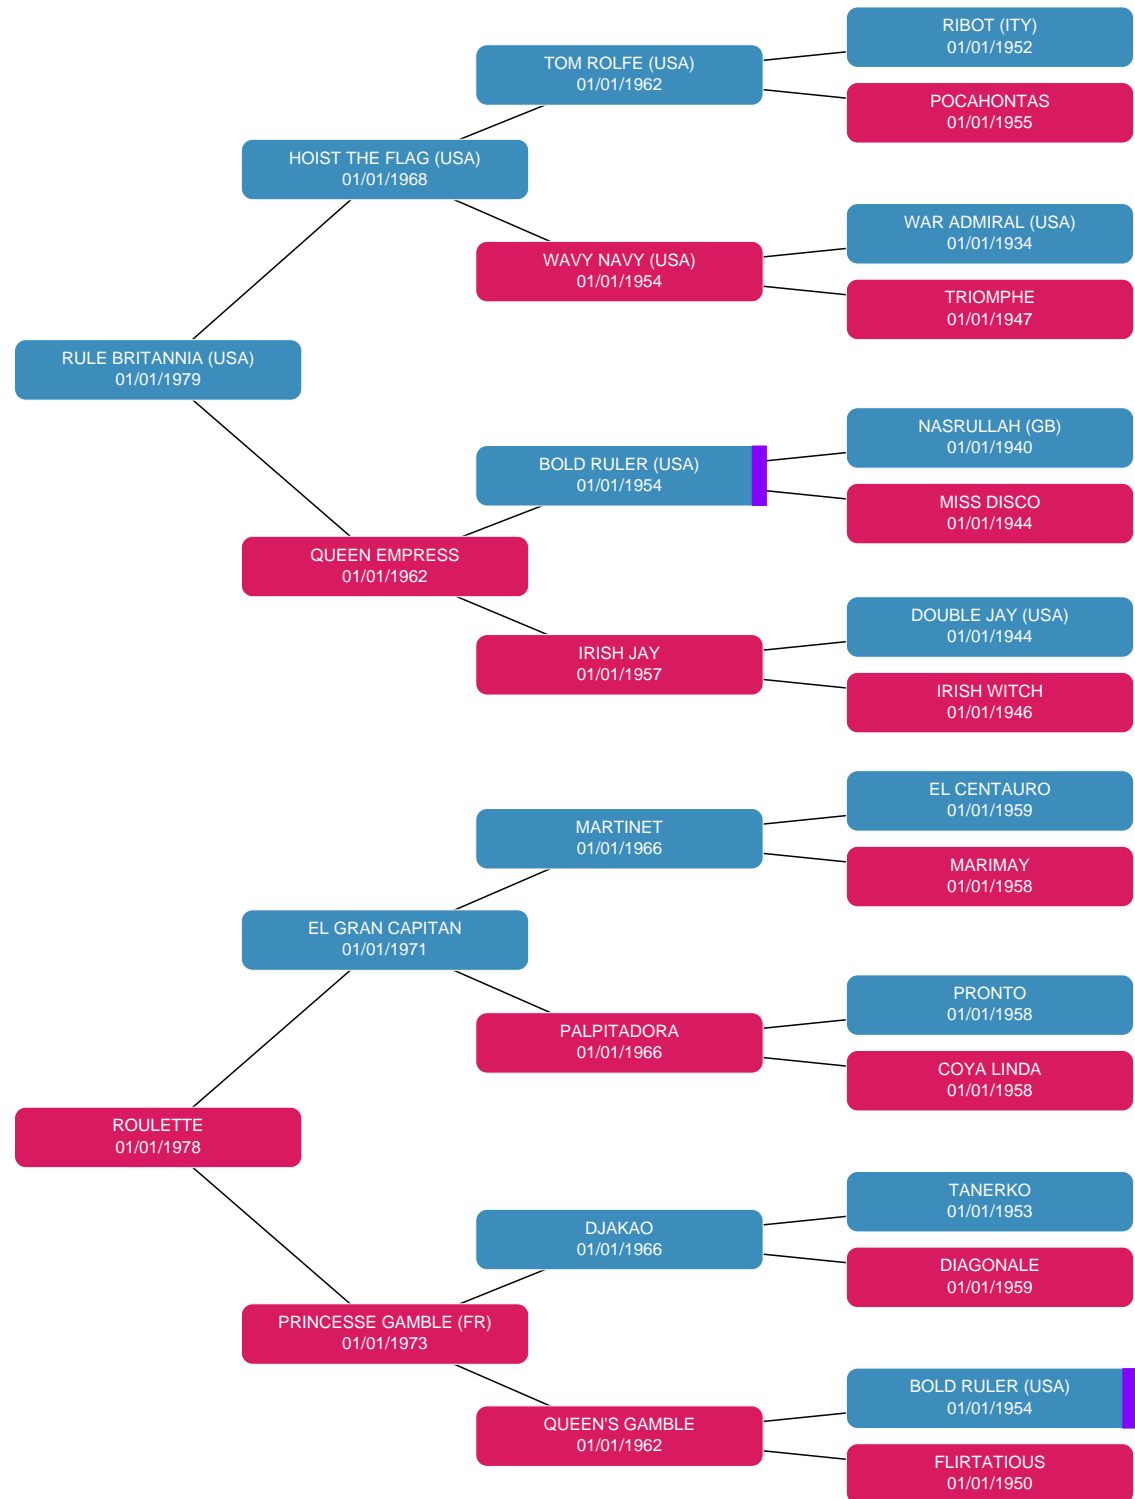 RIBOT (ITY)
01/01/1952
TOM ROLFE (USA)
01/01/1962
POCAHONTAS
01/01/1955
HOIST THE FLAG (USA)
01/01/1968
WAR ADMIRAL (USA)
01/01/1934
WAVY NAVY (USA)
01/01/1954
TRIOMPHE
01/01/1947
RULE BRITANNIA (USA)
01/01/1979
NASRULLAH (GB)
01/01/1940
BOLD RULER (USA)
01/01/1954
MISS DISCO
01/01/1944
QUEEN EMPRESS
01/01/1962
DOUBLE JAY (USA)
01/01/1944
IRISH JAY
01/01/1957
IRISH WITCH
01/01/1946
EL CENTAURO
01/01/1959
MARTINET
01/01/1966
MARIMAY
01/01/1958
EL GRAN CAPITAN
01/01/1971
PRONTO
01/01/1958
PALPITADORA
01/01/1966
COYA LINDA
01/01/1958
ROULETTE
01/01/1978
TANERKO
01/01/1953
DJAKAO
01/01/1966
DIAGONALE
01/01/1959
PRINCESSE GAMBLE (FR)
01/01/1973
BOLD RULER (USA)
01/01/1954
QUEEN'S GAMBLE
01/01/1962
FLIRTATIOUS
01/01/1950